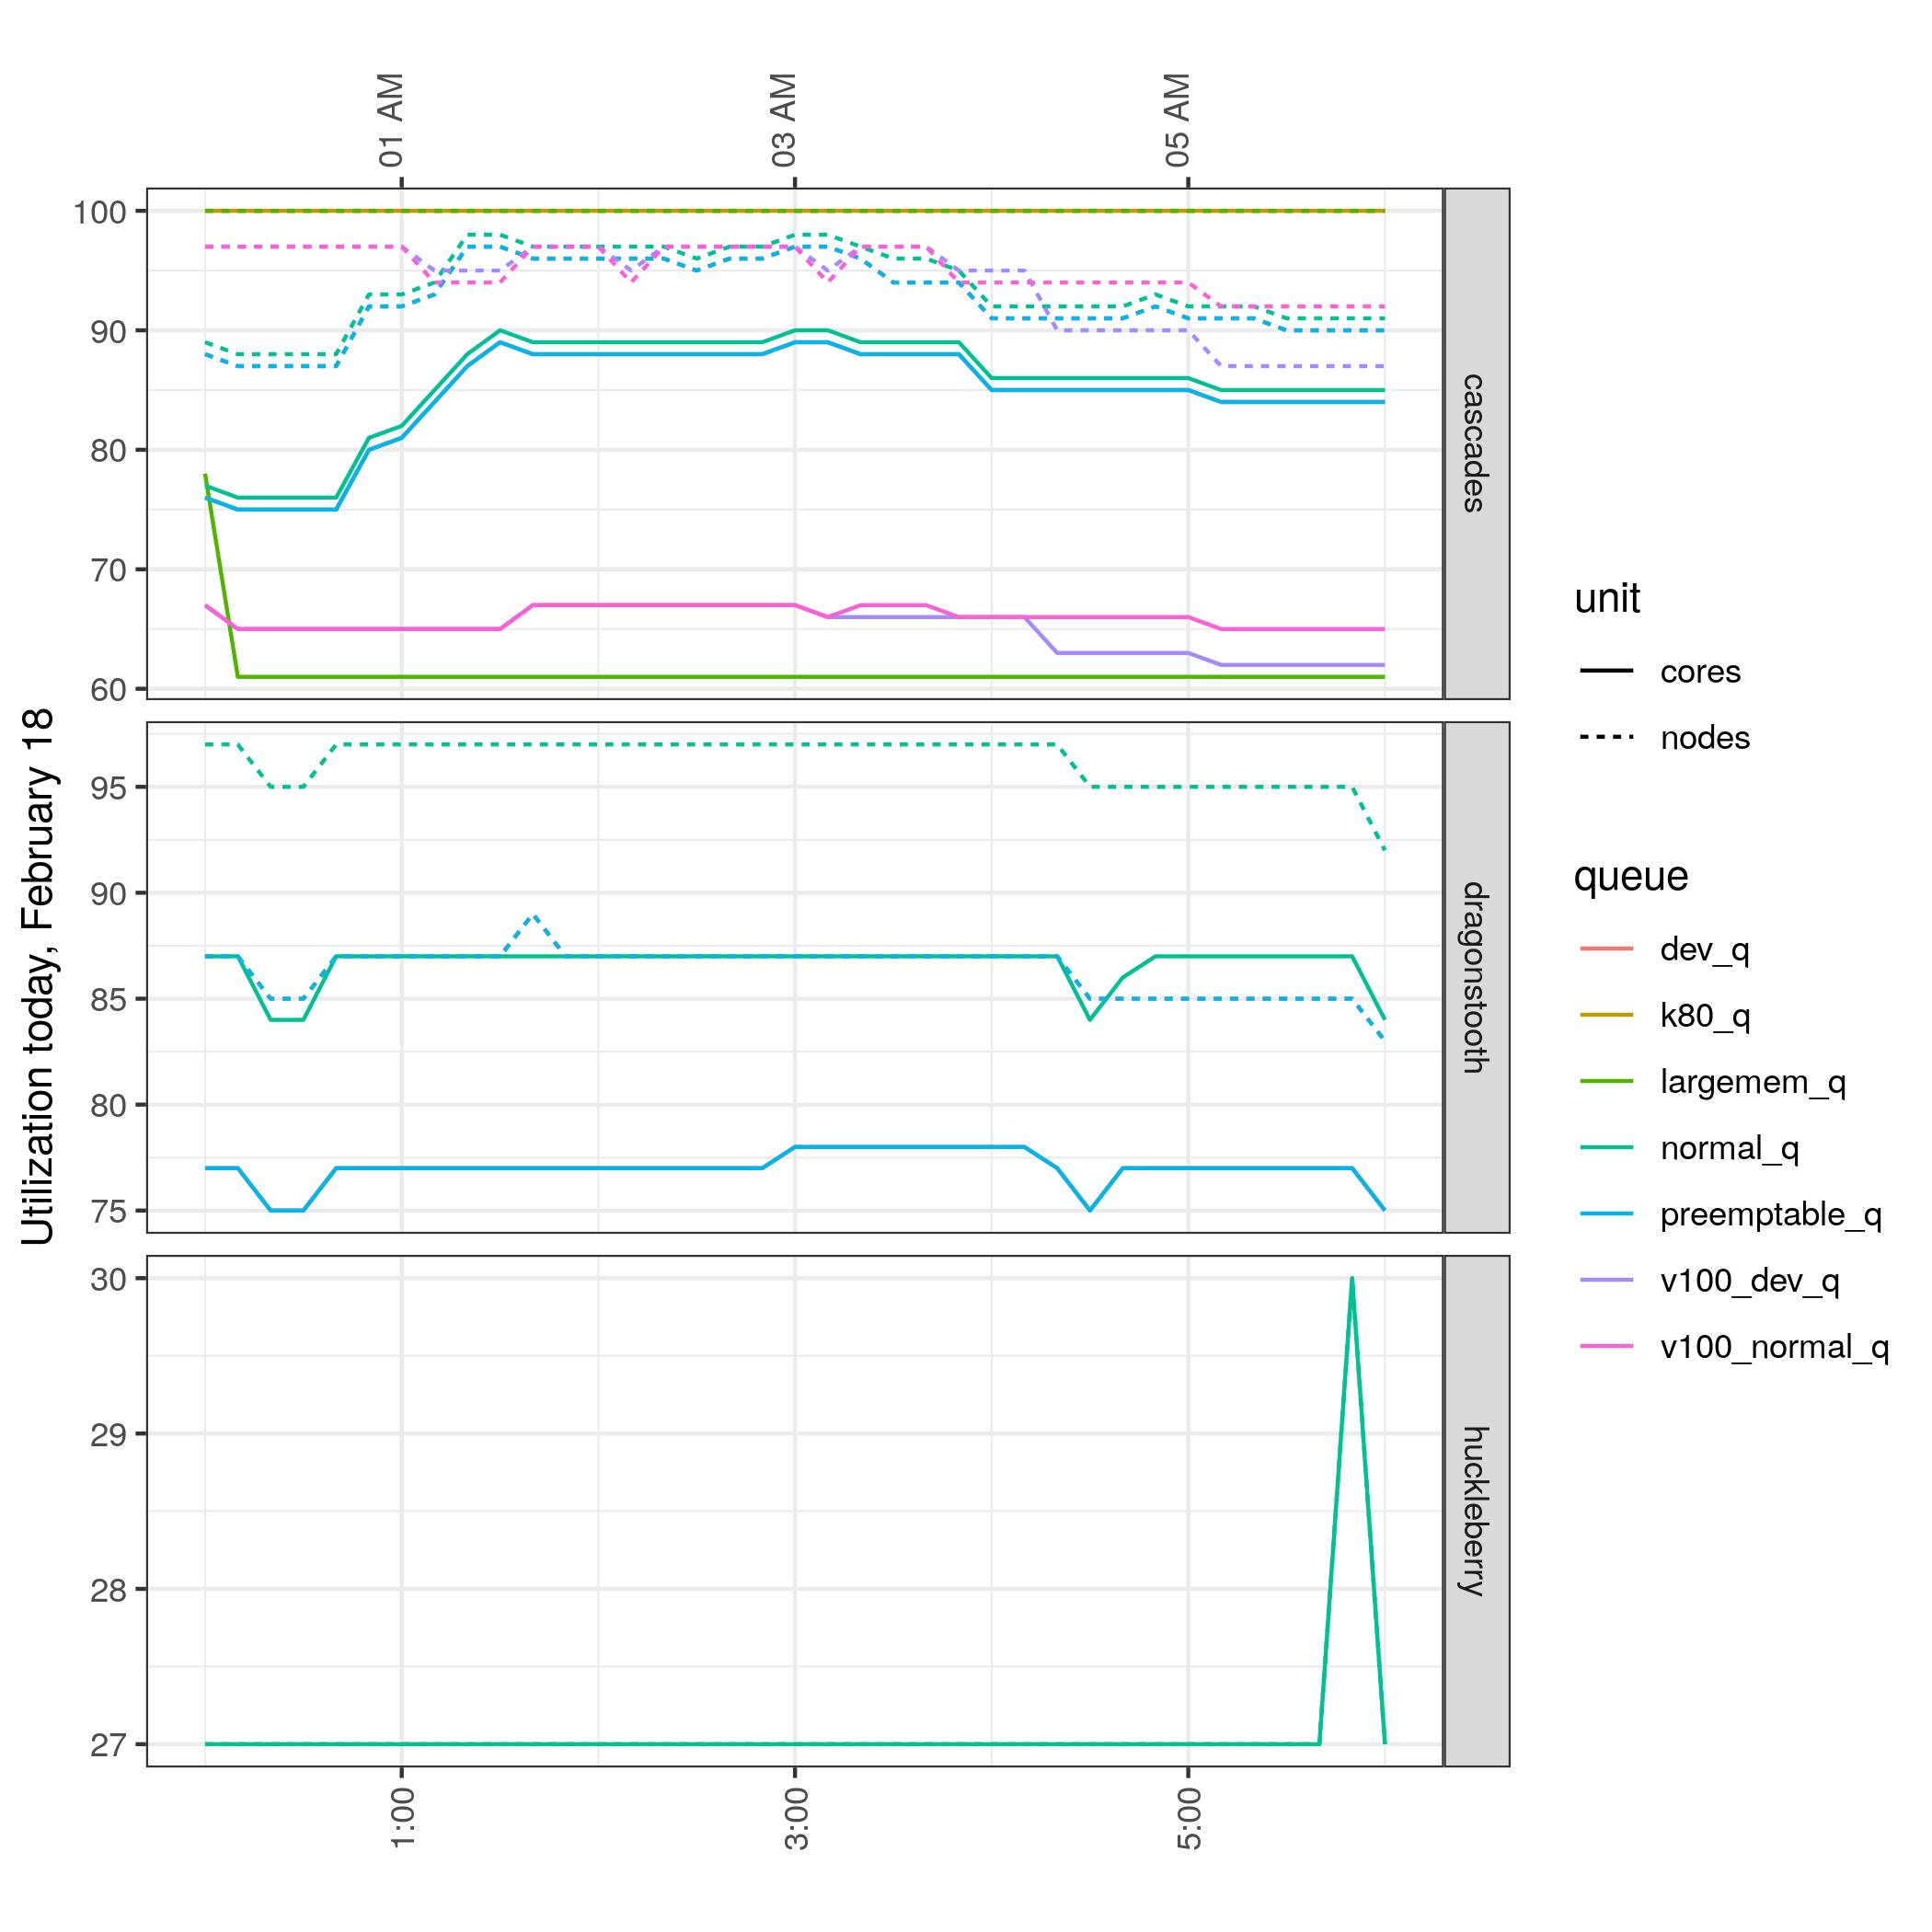 01 AM
03 AM
05 AM
Utilization today, February 18
100
90
80
70
60
cascades
95
90
85
80
75
dragonstooth
30
29
28
27
huckleberry
1:00
3:00
5:00
unit
cores
nodes
queue
dev_q
k80_q
largemem_q
normal_q
preemptable_q
v100_dev_q
v100_normal_q